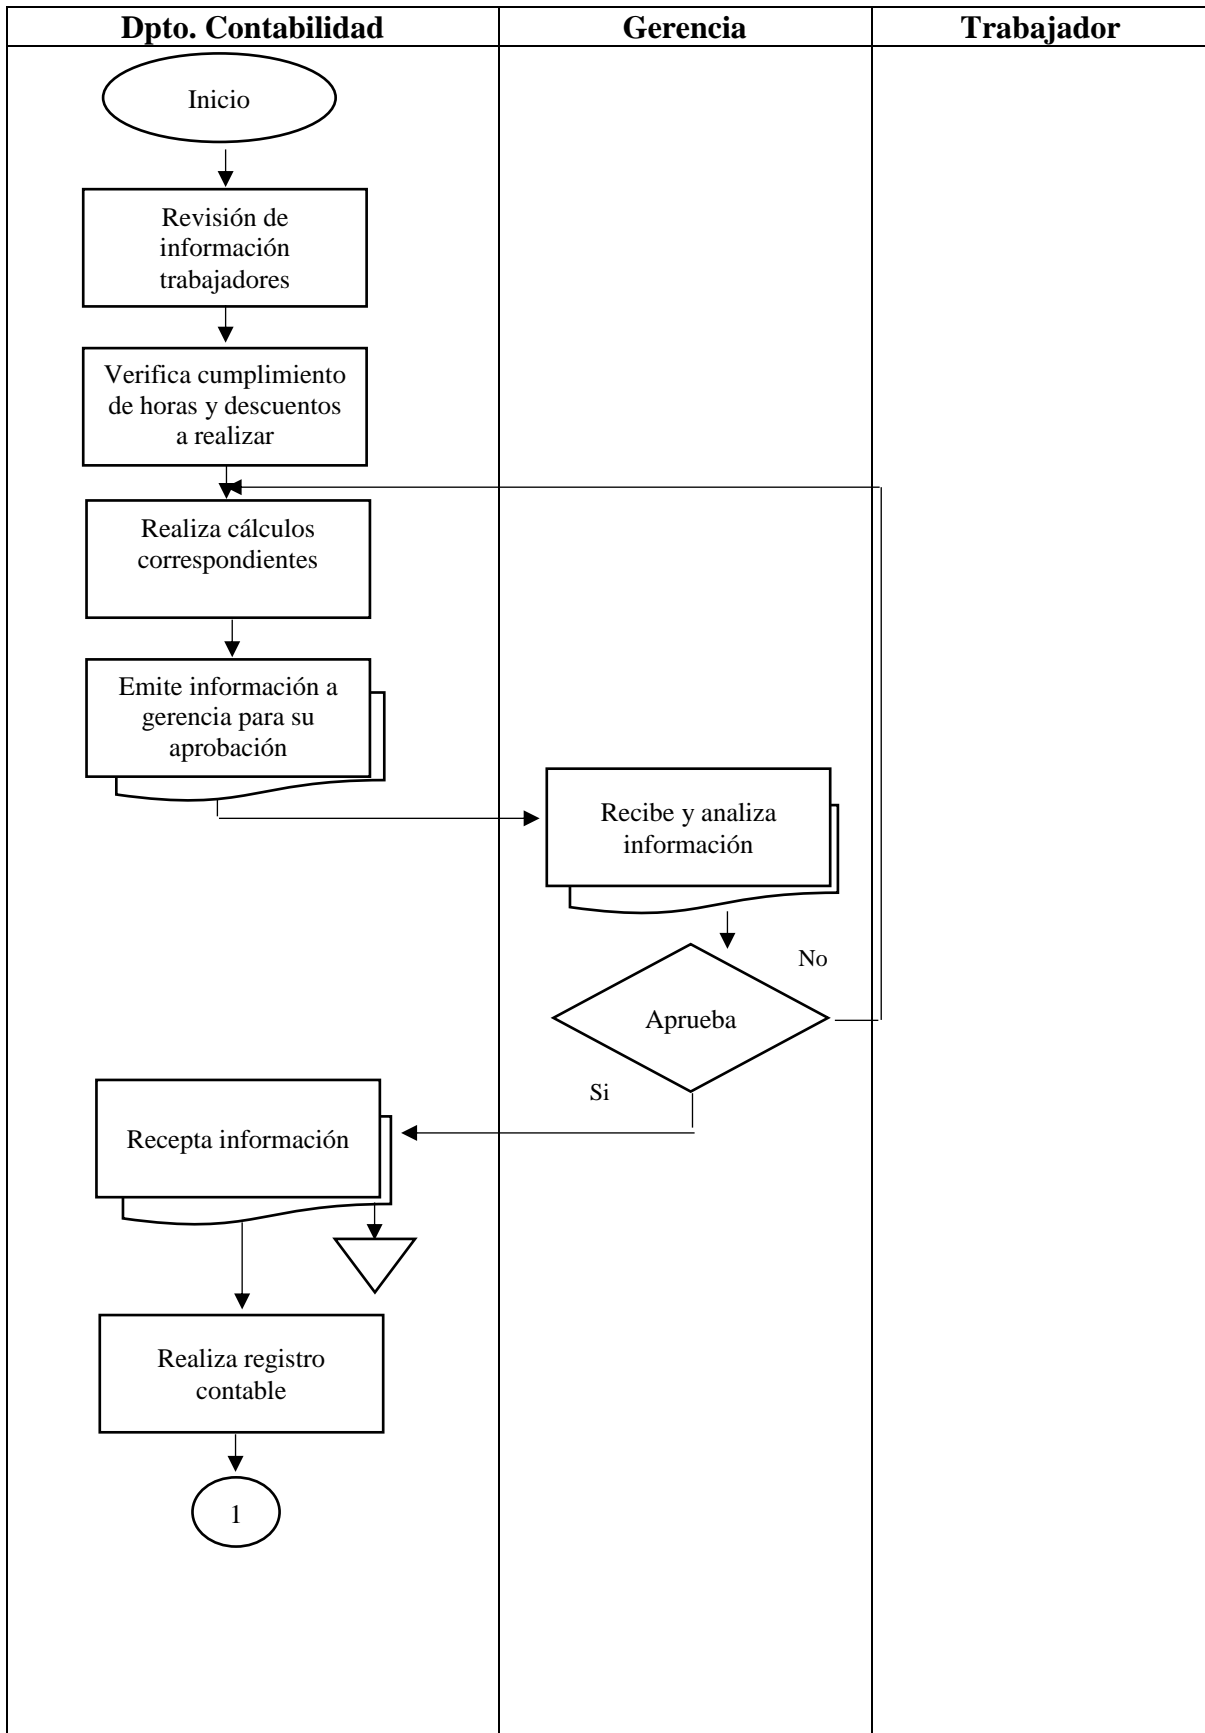 Dpto. Contabilidad
Gerencia
Trabajador
Inicio
Revisión de
información
trabajadores
Verifica cumplimiento
de horas y descuentos
a realizar
Realiza cálculos
correspondientes
Emite información a
gerencia para su
aprobación
Recibe y analiza
información
No
Aprueba
Si
Recepta información
Realiza registro
contable
1